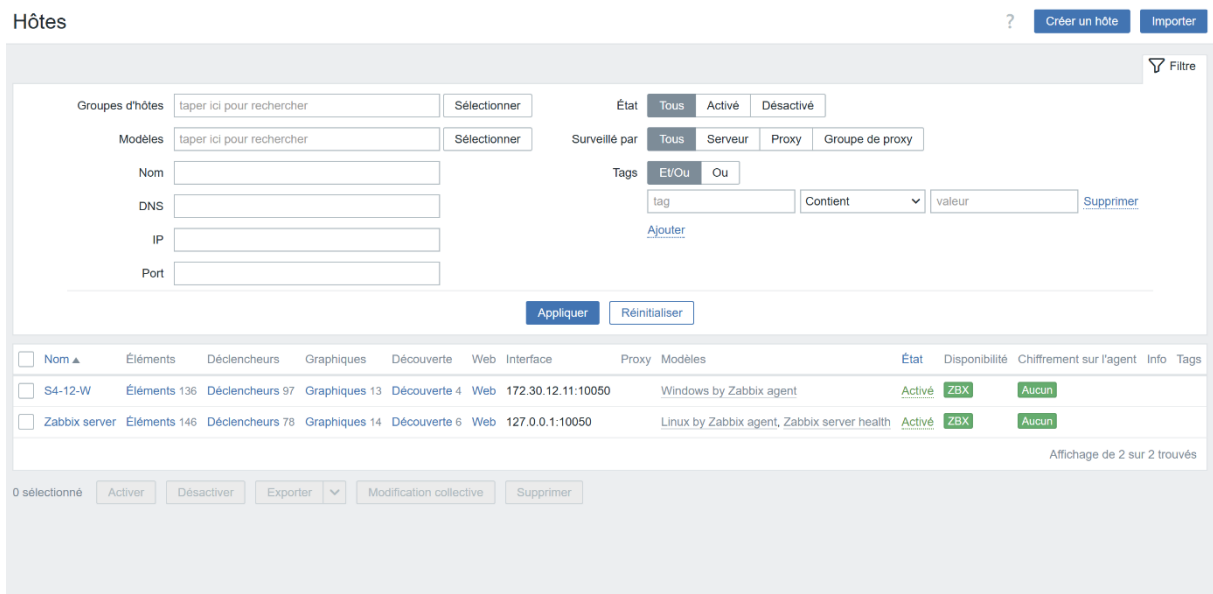 Hôtes ? Créer un hôte Importer
Filtre
Groupes d'hôtes taper ici pour rechercher Sélectionner État Tous Activé Désactivé
Modèles taper ici pour rechercher Sélectionner Surveillé par Tous Serveur Proxy Groupe de proxy
Nom Tags Et/Ou Ou
DNS tag Contient valeur Supprimer
Ajouter
IP
Port
Appliquer Réinitialiser
Nom Éléments Déclencheurs Graphiques Découverte Web Interface Proxy Modèles État Disponibilité Chiffrement sur l'agent Info Tags
S4-12-W Éléments 136 Déclencheurs 97 Graphiques 13 Découverte 4 Web 172.30.12.11:10050 Windows by Zabbix agent Activé ZBX Aucun
Zabbix server Éléments 146 Déclencheurs 78 Graphiques 14 Découverte 6 Web 127.0.0.1:10050 Linux by Zabbix agent, Zabbix server health Activé ZBX Aucun
Affichage de 2 sur 2 trouvés
0 sélectionné Activer Désactiver Exporter Modification collective Supprimer